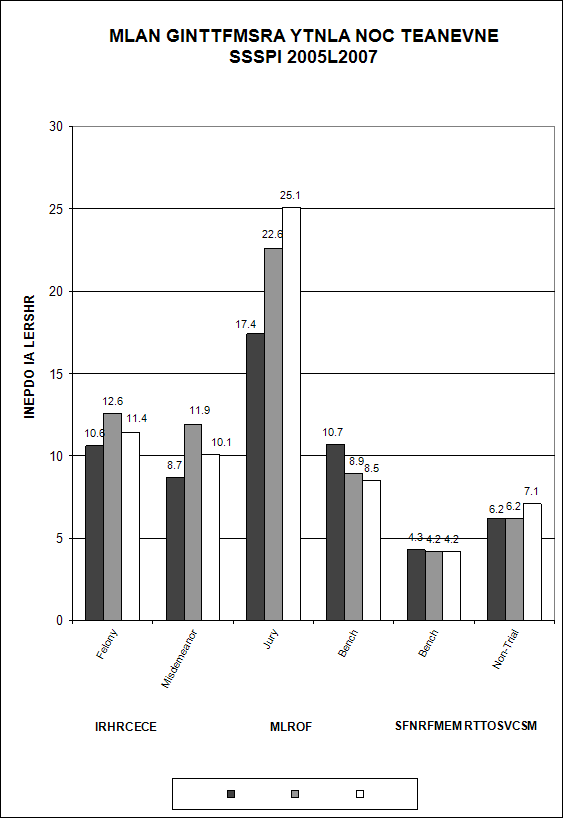 MLAN GINTTFMSRA YTNLA NOC TEANEVNE
SSSPI 2005L2007
30
25
20
15
10
5
0
INEPDO IA LERSHR
10.6
12.6
11.4
8.7
11.9
10.1
17.4
22.6
25.1
10.7
8.9
8.5
4.3
4.2
4.2
6.2
6.2
7.1
Felony
Misdemeanor
Jury
Bench
Bench
Non-Trial
IRHRCECE
MLROF
SFNRFMEM RTTOSVCSM